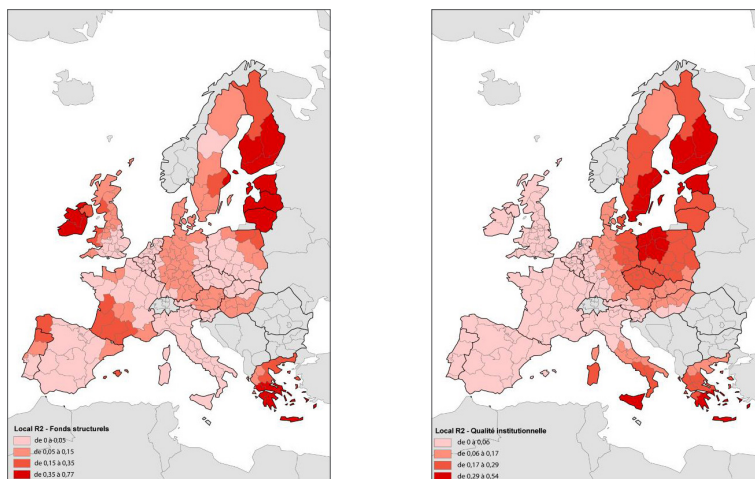 Local R2 - Fonds structurels
de 0 à 0,05
de 0,05 à 0,15
de 0,15 à 0,35
de 0,35 à 0,77
Local R2 - Qualité institutionnelle
de 0 à 0,06
de 0,06 à 0,17
de 0,17 à 0,29
de 0,29 à 0,54